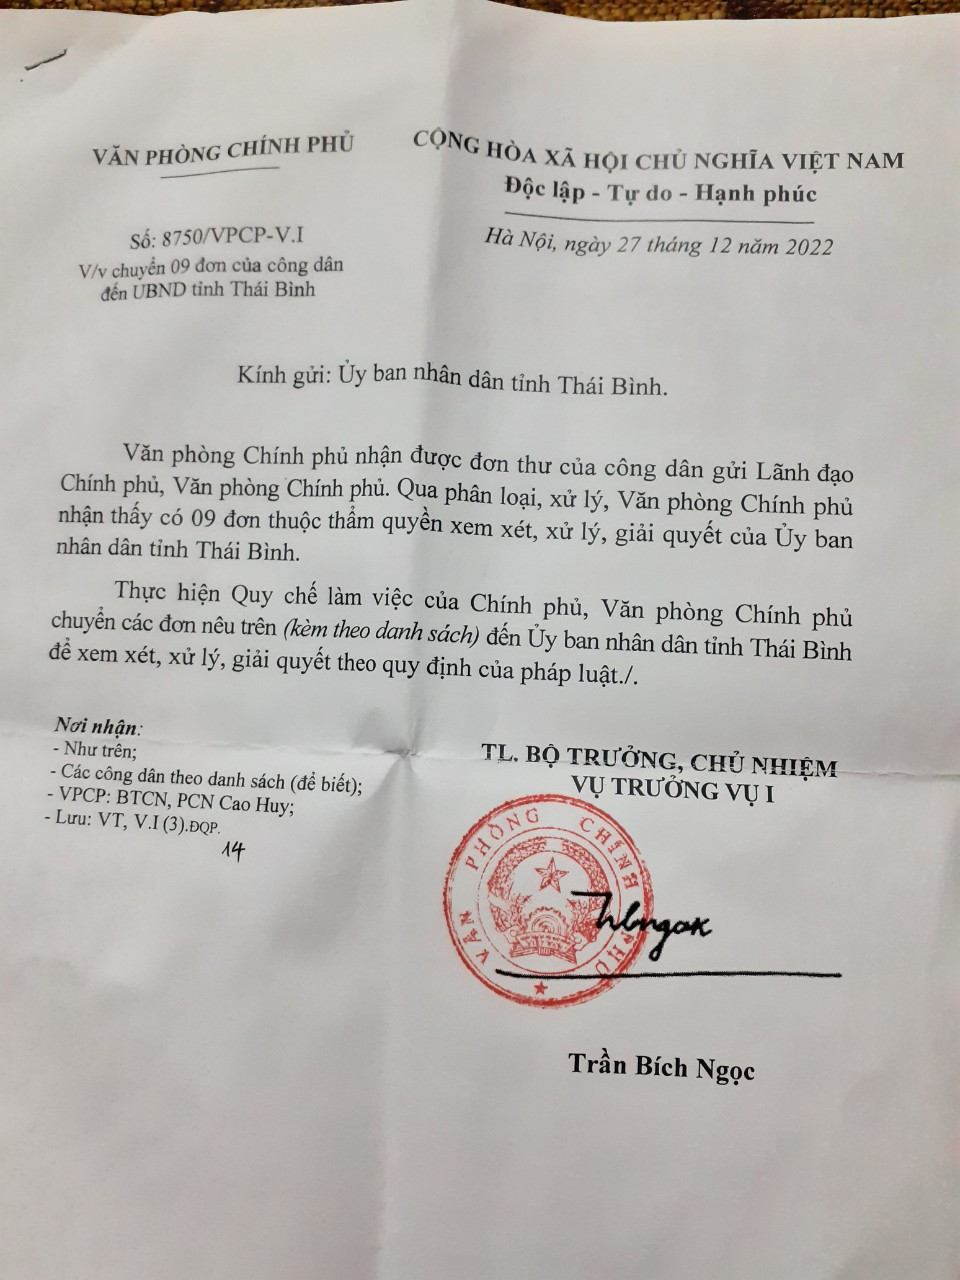 VĂN PHÒNG CHÍNH PHỦ
CỘNG HÒA XÃ HỘI CHỦ NGHĨA VIỆT NAM
Độc lập - Tự do - Hạnh phúc
Số: 8750/VPCP-V.I
V/v chuyển 09 đơn của công dân
đến UBND tỉnh Thái Bình
Hà Nội, ngày 27 tháng 12 năm 2022
Kính gửi: Ủy ban nhân dân tỉnh Thái Bình.
Văn phòng Chính phủ nhận được đơn thư của công dân gửi Lãnh đạo
Chính phủ, Văn phòng Chính phủ. Qua phân loại, xử lý, Văn phòng Chính phủ
nhận thấy có 09 đơn thuộc thẩm quyền xem xét, xử lý, giải quyết của Ủy ban
nhân dân tỉnh Thái Bình.
Thực hiện Quy chế làm việc của Chính phủ, Văn phòng Chính phủ
chuyển các đơn nêu trên (kèm theo danh sách) đến Ủy ban nhân dân tỉnh Thái Bình
để xem xét, xử lý, giải quyết theo quy định của pháp luật./.
Nơi nhận:
- Như trên;
- Các công dân theo danh sách (để biết);
- VPCP: BTCN, PCN Cao Huy;
- Lưu: VT, V.I (3).ĐQP.
14
TL. BỘ TRƯỞNG, CHỦ NHIỆM
VỤ TRƯỞNG VỤ I
VĂN PHÒNG CHÍNH PHỦ
Trần Bích Ngọc